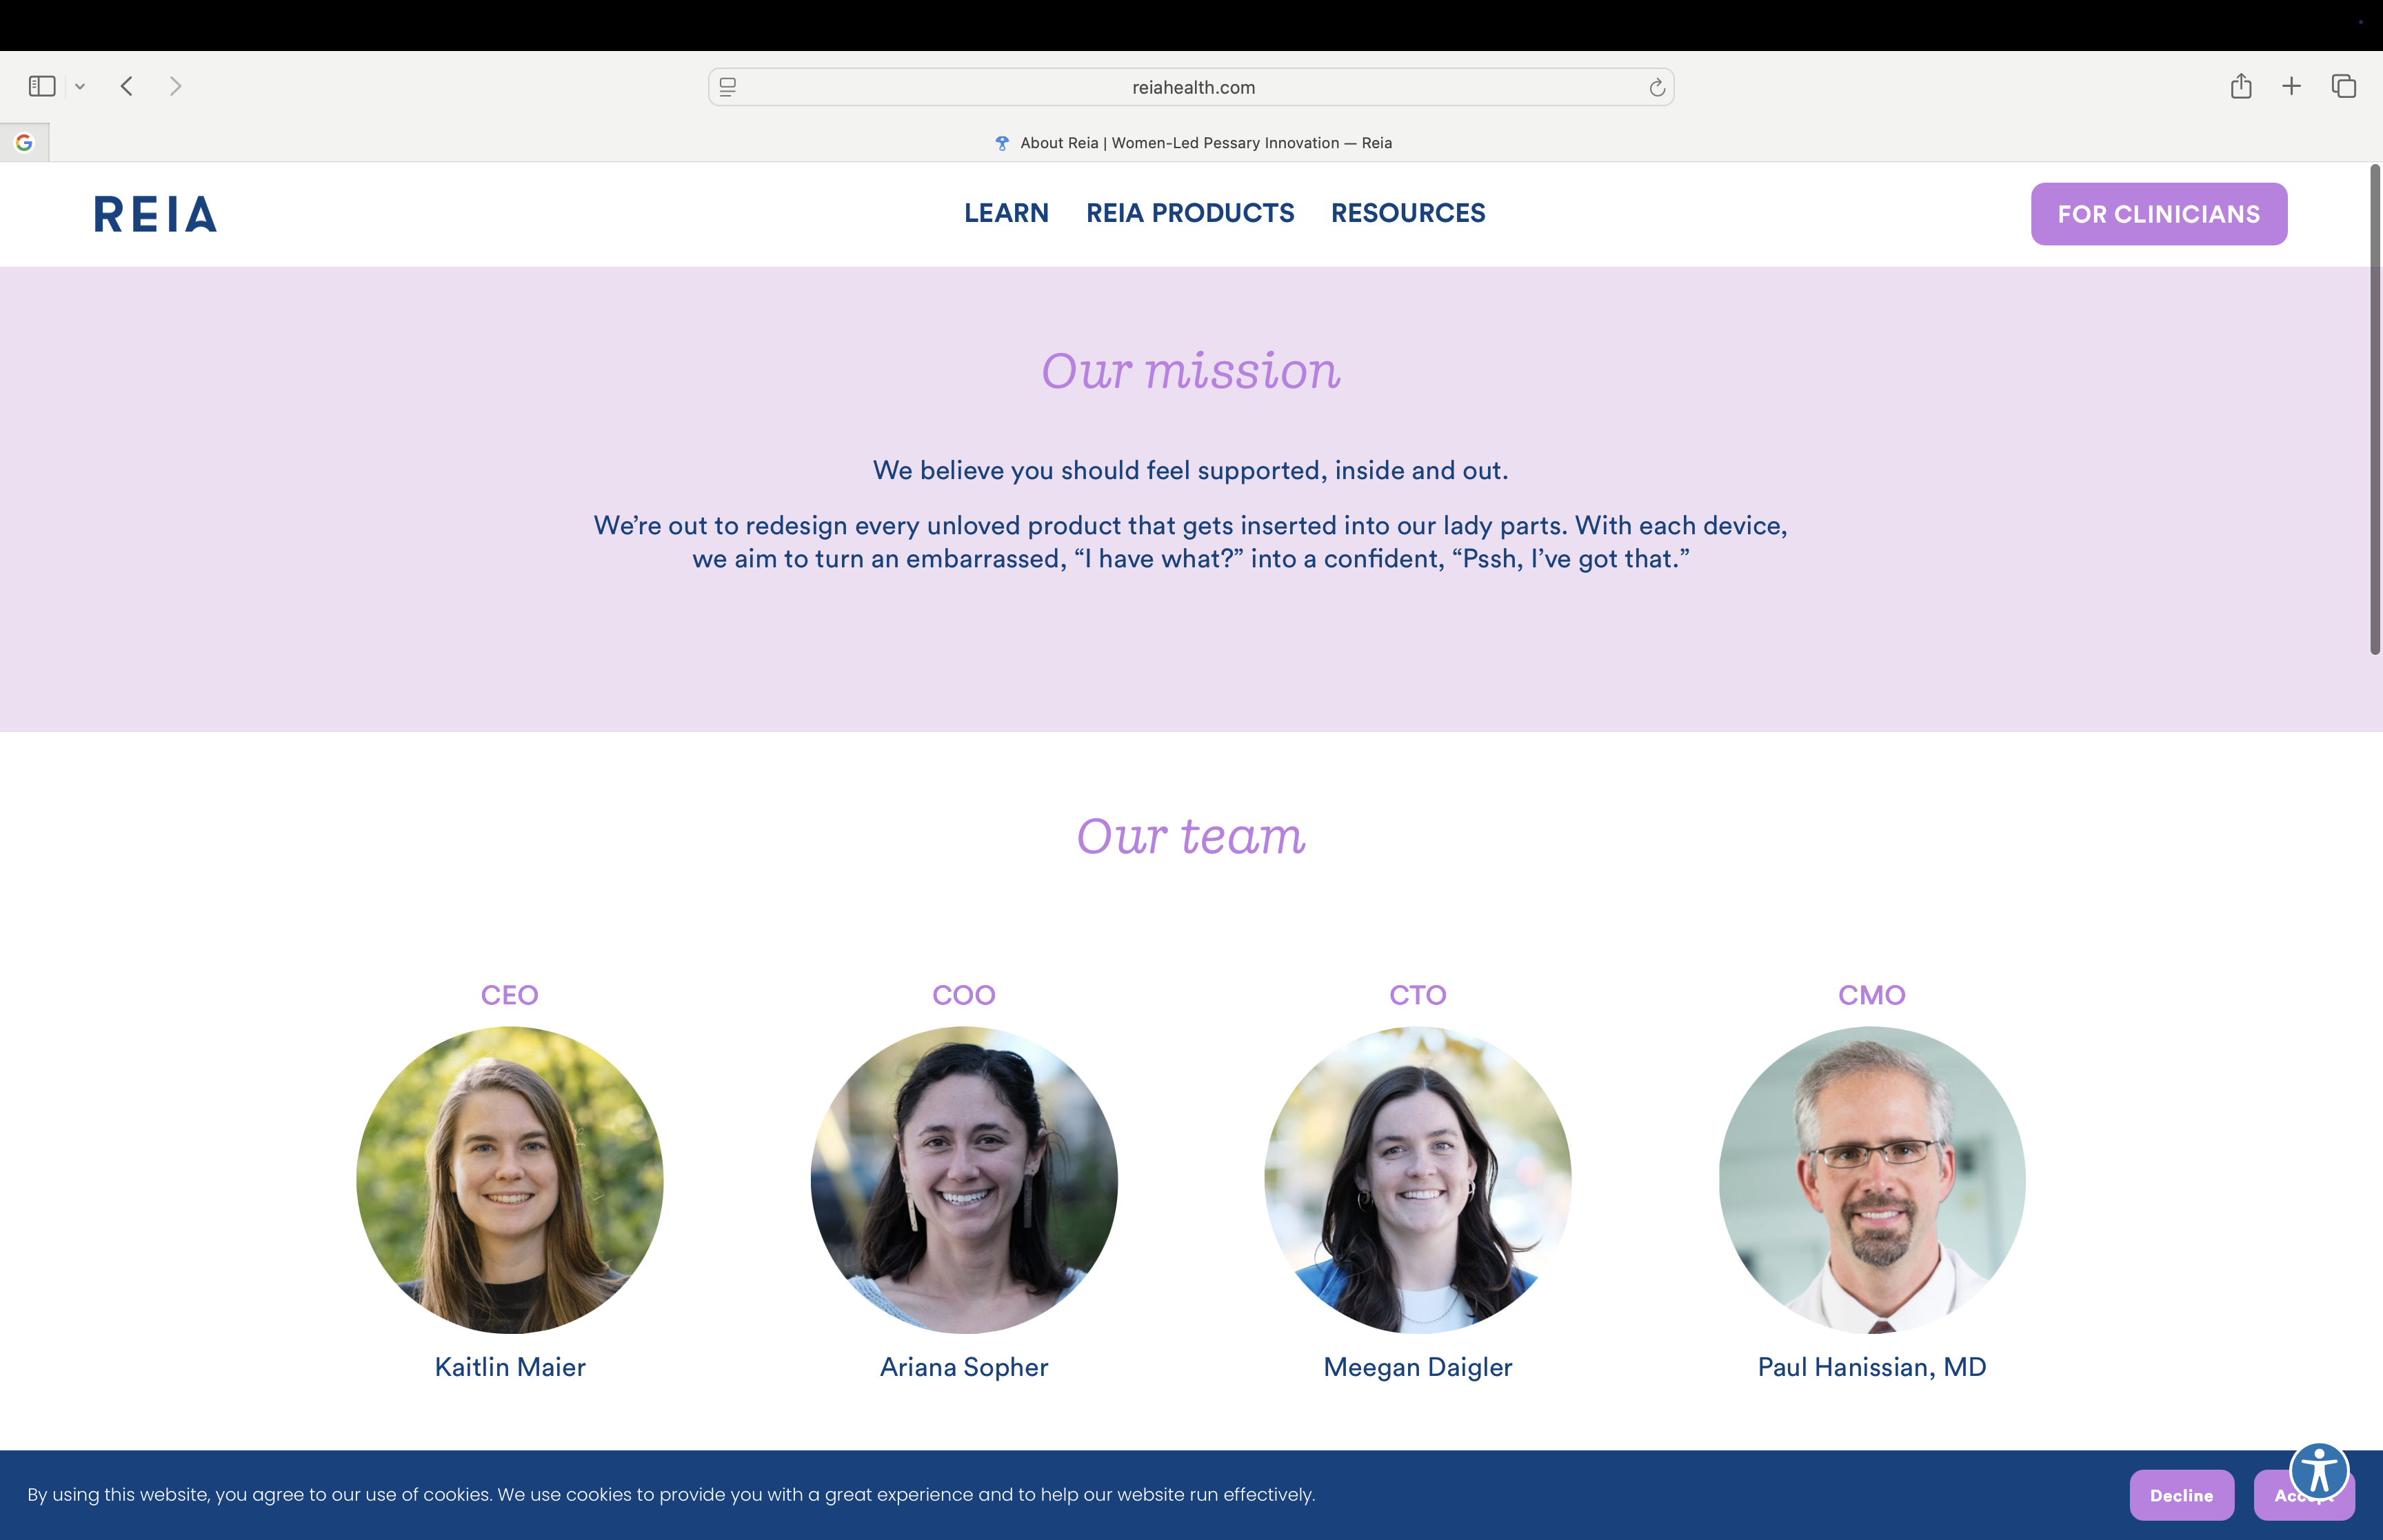 reiahealth.com
About Reia | Women-Led Pessary Innovation — Reia
REIA
LEARN
REIA PRODUCTS
RESOURCES
FOR CLINICIANS
Our mission
We believe you should feel supported, inside and out.
We’re out to redesign every unloved product that gets inserted into our lady parts. With each device,
we aim to turn an embarrassed, “I have what?” into a confident, “Pssh, I’ve got that.”
Our team
CEO
COO
CTO
CMO
Kaitlin Maier
Ariana Sopher
Meegan Daigler
Paul Hanissian, MD
By using this website, you agree to our use of cookies. We use cookies to provide you with a great experience and to help our website run effectively.
Decline
Accept